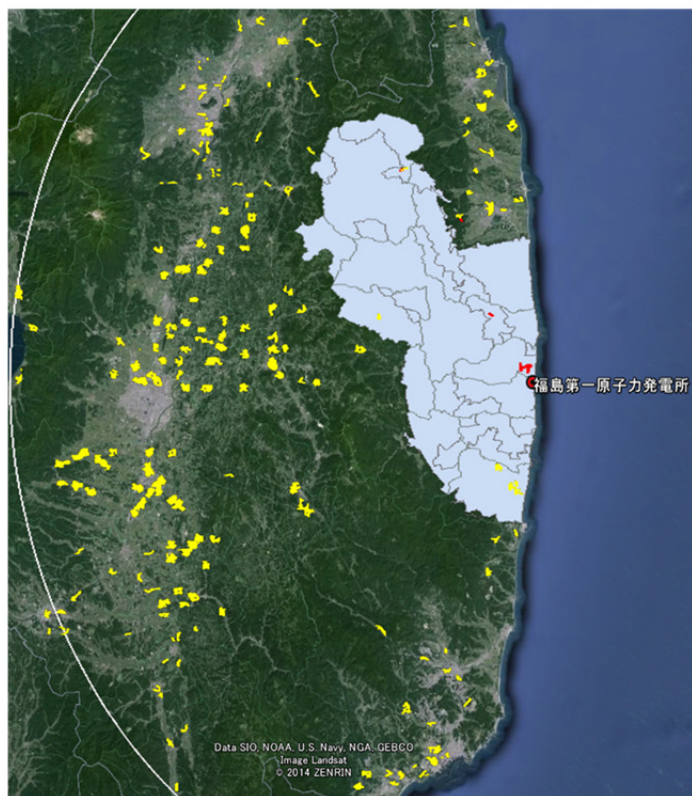 福島第一原子力発電所
Data SIO, NOAA, U.S. Navy, NGA, GEBCO
Image Landsat
© 2014 ZENRIN